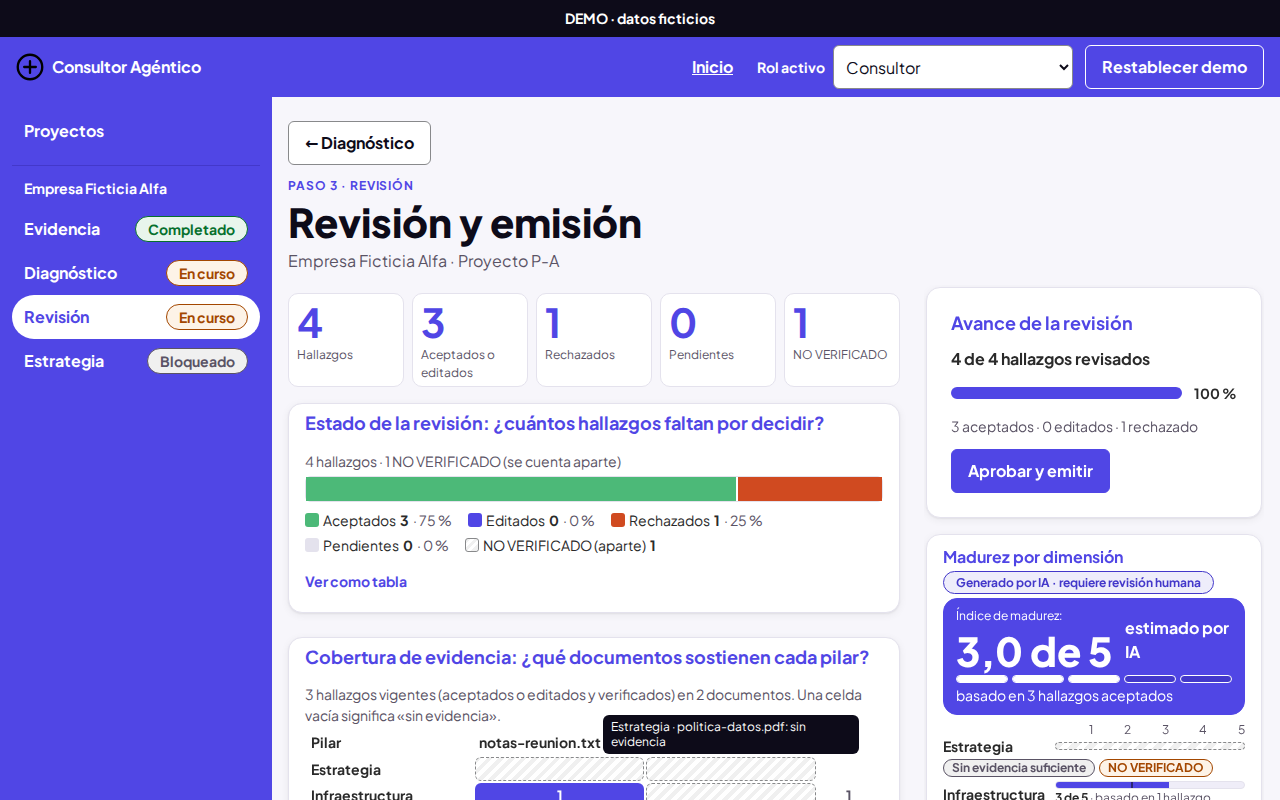 DEMO · datos ficticios
Consultor Agéntico
Inicio
Rol activo
Consultor
Restablecer demo
Proyectos
Empresa Ficticia Alfa
Evidencia
Completado
Diagnóstico
En curso
Revisión
En curso
Estrategia
Bloqueado
← Diagnóstico
PASO 3 · REVISIÓN
Revisión y emisión
Empresa Ficticia Alfa · Proyecto P-A
4
Hallazgos
3
Aceptados o
editados
1
Rechazados
0
Pendientes
1
NO VERIFICADO
Estado de la revisión: ¿cuántos hallazgos faltan por decidir?
4 hallazgos · 1 NO VERIFICADO (se cuenta aparte)
Aceptados 3 · 75 % Editados 0 · 0 % Rechazados 1 · 25 %
Pendientes 0 · 0 % NO VERIFICADO (aparte) 1
Ver como tabla
Cobertura de evidencia: ¿qué documentos sostienen cada pilar?
3 hallazgos vigentes (aceptados o editados y verificados) en 2 documentos. Una celda
vacía significa «sin evidencia».
Estrategia · politica-datos.pdf: sin
evidencia
Pilar
notas-reunion.txt
Estrategia
Infraestructura
1
1
Avance de la revisión
4 de 4 hallazgos revisados
100 %
3 aceptados · 0 editados · 1 rechazado
Aprobar y emitir
Madurez por dimensión
Generado por IA · requiere revisión humana
Índice de madurez:
3,0 de 5
estimado por
IA
basado en 3 hallazgos aceptados
1 2 3 4 5
Estrategia
Sin evidencia suficiente
NO VERIFICADO
Infraestructura
3 de 5 · basado en 1 hallazgo